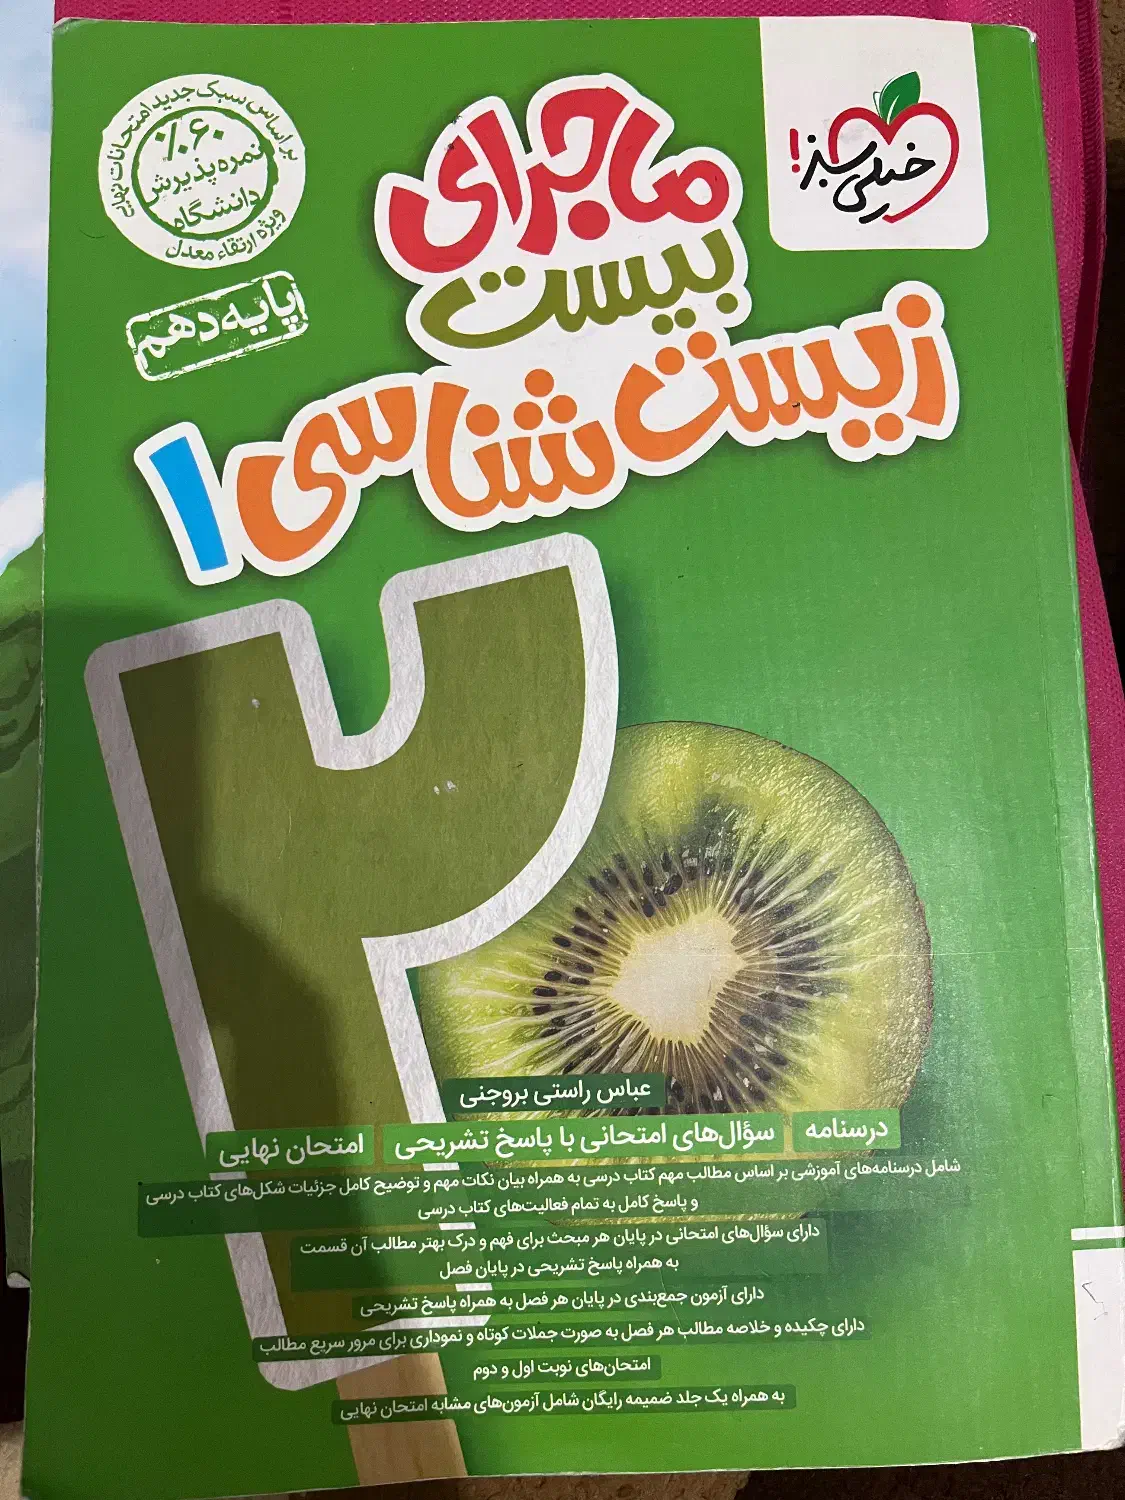 خیلی سبز!
بر اساس سبک جدید امتحانات نهایی
%۶۰
نمره پذیرش
دانشگاه
ویژه ارتقاء معدل
پایه دهم
ماجرای
بیست
زیست شناسی ۱
۲۰
عباس راستی بروجنی
درسنامه سؤال‌های امتحانی با پاسخ تشریحی امتحان نهایی
شامل درسنامه‌های آموزشی بر اساس مطالب مهم کتاب درسی به همراه بیان نکات مهم و توضیح کامل جزئیات شکل‌های کتاب درسی
و پاسخ کامل به تمام فعالیت‌های کتاب درسی
دارای سؤال‌های امتحانی در پایان هر مبحث برای فهم و درک بهتر مطالب آن قسمت
به همراه پاسخ تشریحی در پایان فصل
دارای آزمون جمع‌بندی در پایان هر فصل به همراه پاسخ تشریحی
دارای چکیده و خلاصه مطالب هر فصل به صورت جملات کوتاه و نموداری برای مرور سریع مطالب
امتحان‌های نوبت اول و دوم
به همراه یک جلد ضمیمه رایگان شامل آزمون‌های مشابه امتحان نهایی